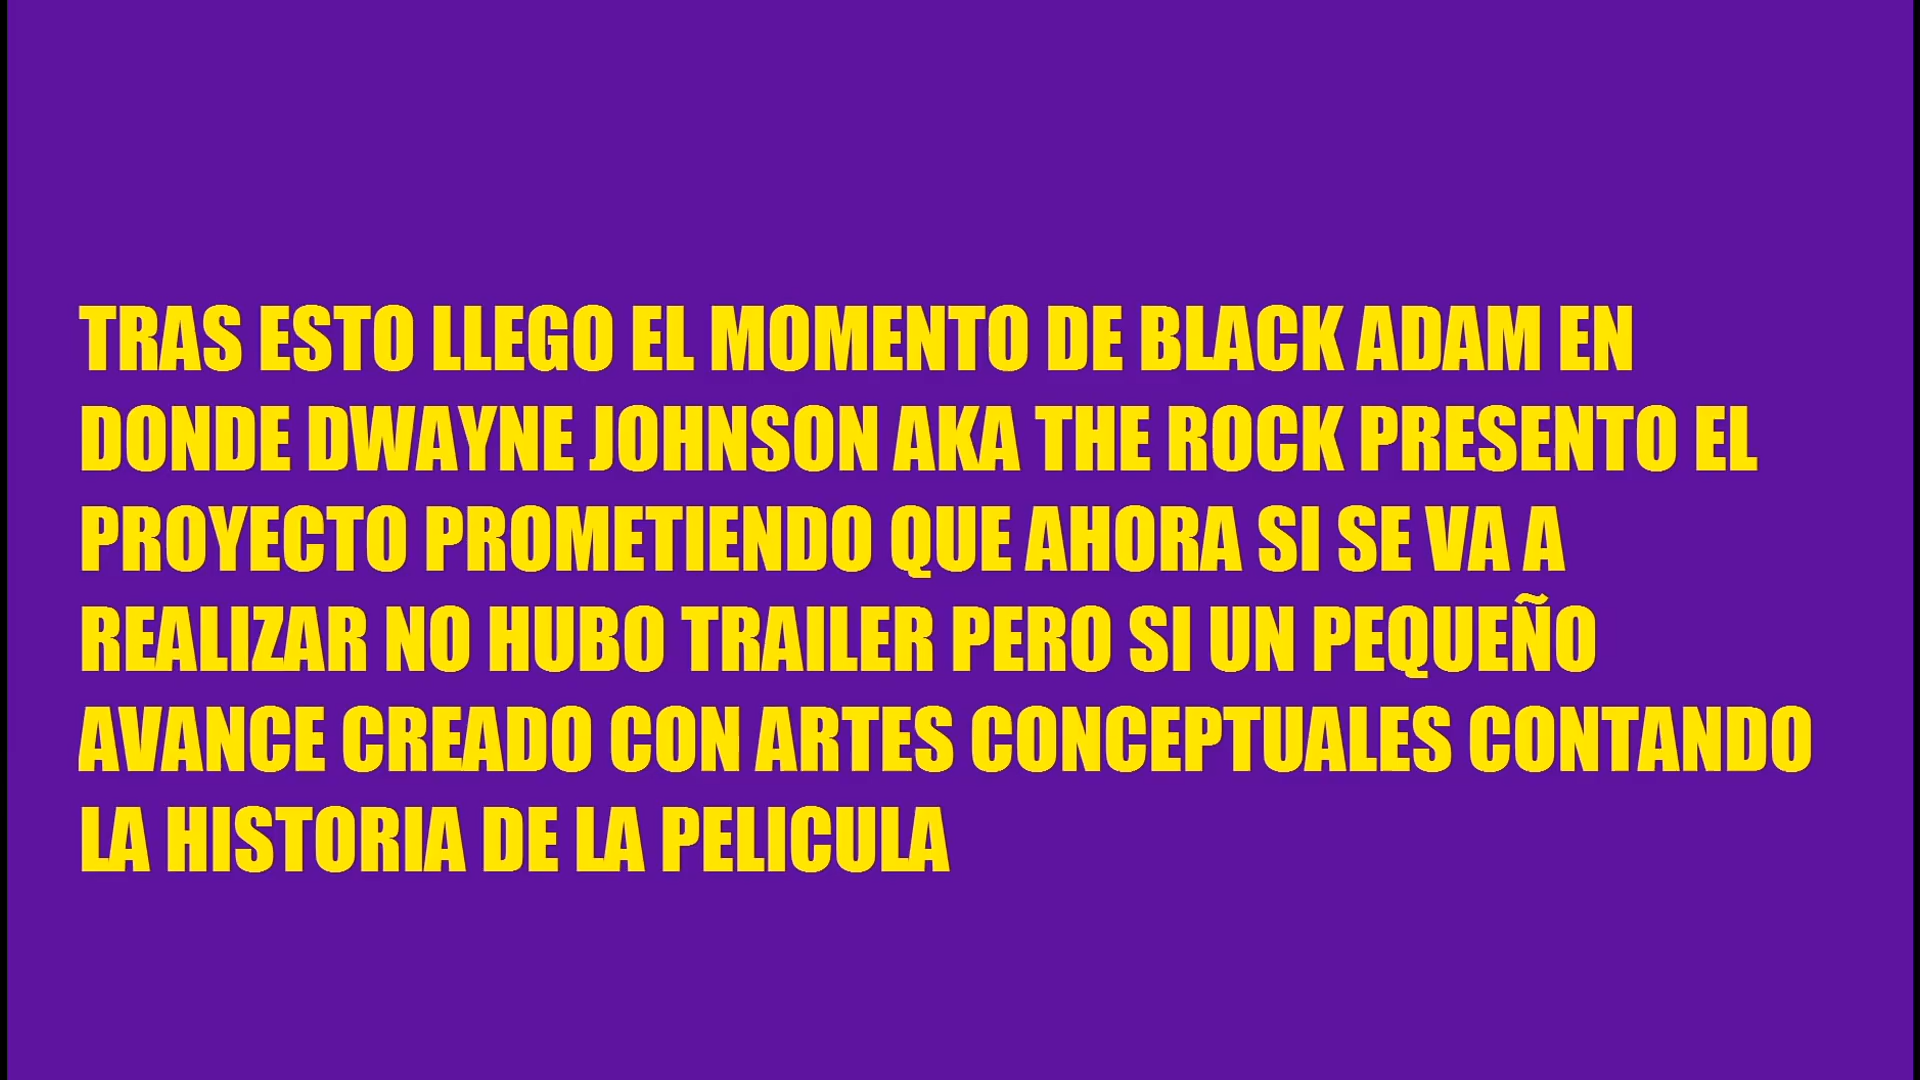 TRAS ESTO LLEGO EL MOMENTO DE BLACK ADAM EN
DONDE DWAYNE JOHNSON AKA THE ROCK PRESENTO EL
PROYECTO PROMETIENDO QUE AHORA SI SE VA A
REALIZAR NO HUBO TRAILER PERO SI UN PEQUEÑO
AVANCE CREADO CON ARTES CONCEPTUALES CONTANDO
LA HISTORIA DE LA PELICULA